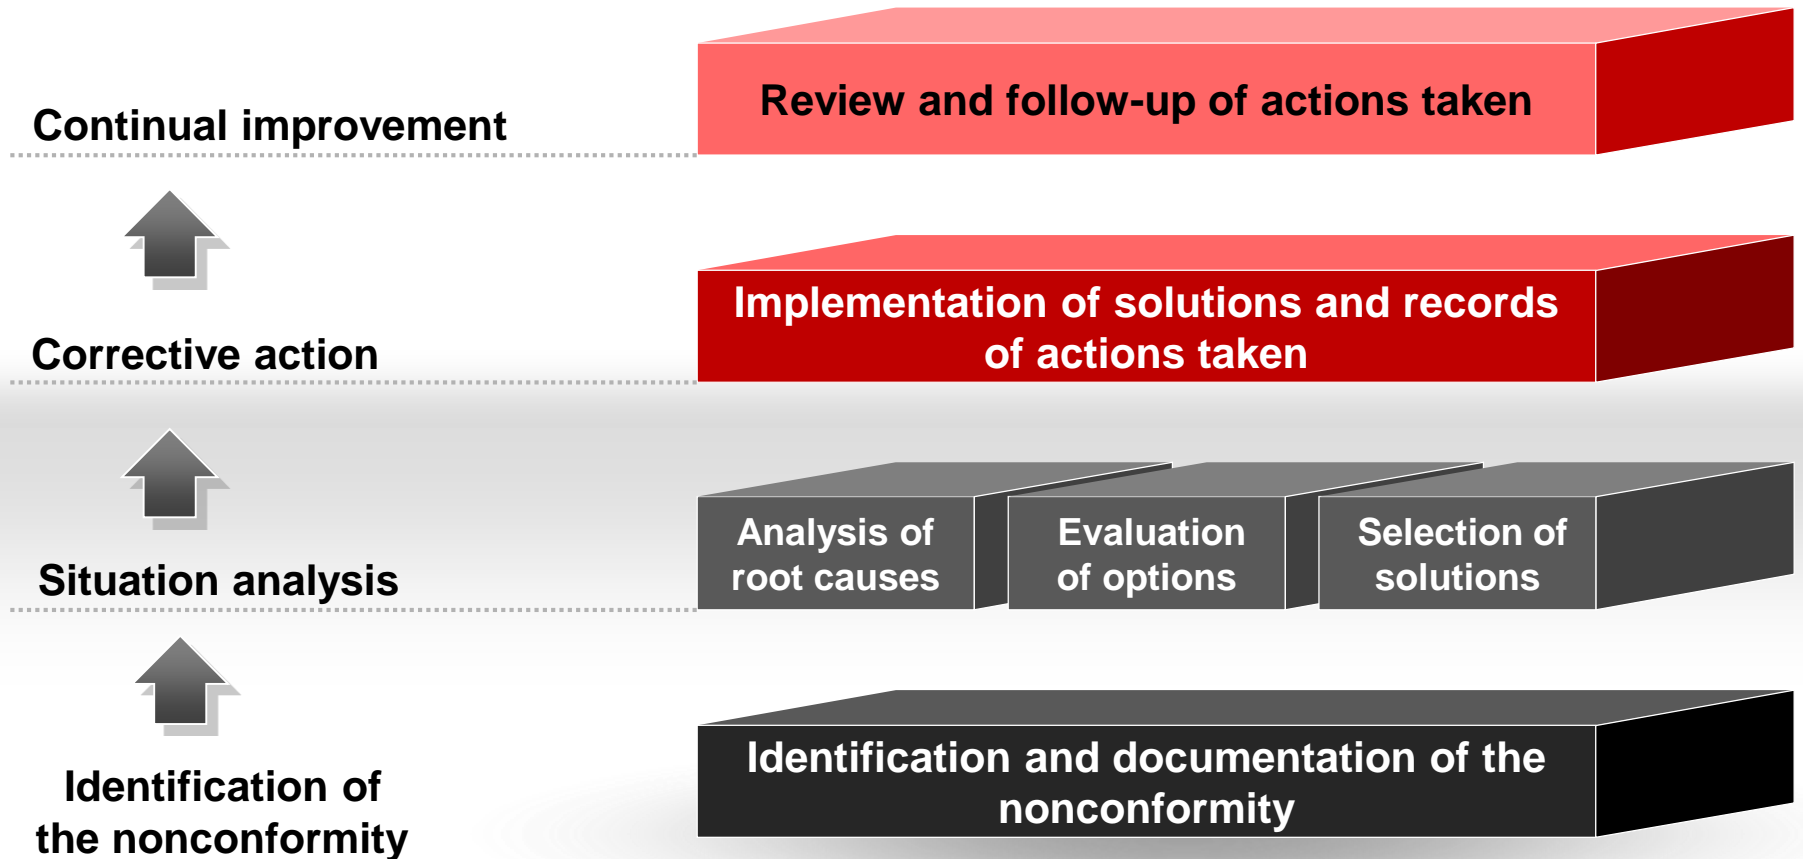 Review and follow-up of actions taken
Continual improvement
Implementation of solutions and records
of actions taken
Corrective action
Analysis of
root causes
Evaluation
of options
Selection of
solutions
Situation analysis
Identification and documentation of the
nonconformity
Identification of
the nonconformity